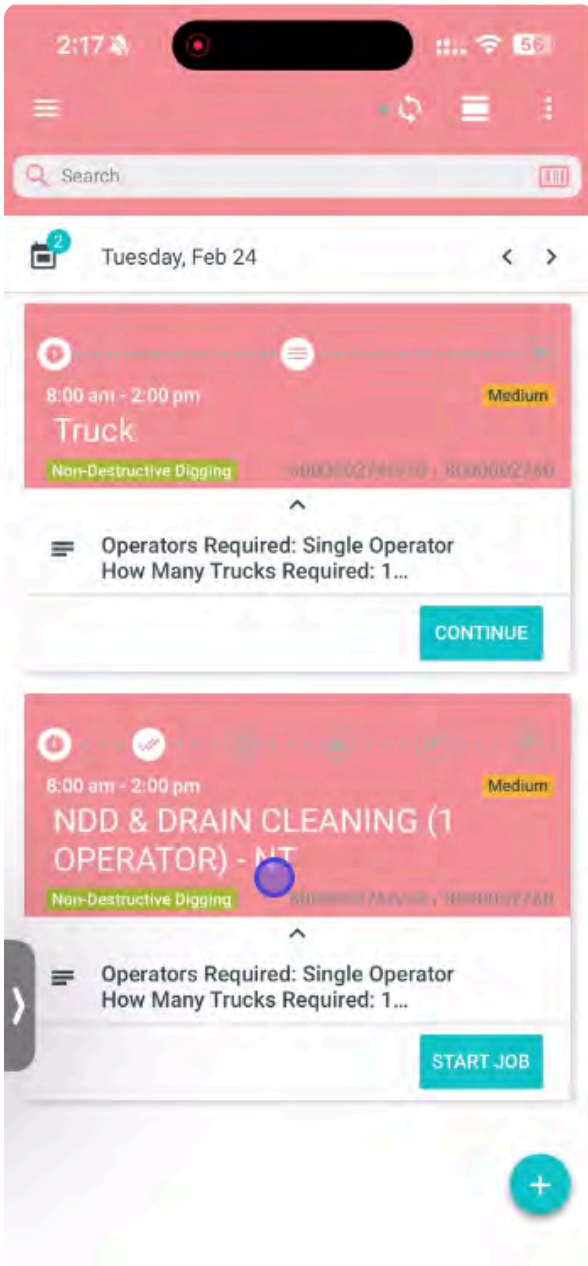 2:17
Search
2
Tuesday, Feb 24
8:00 am - 2:00 pm
Medium
Truck
Non-Destructive Digging
Operators Required: Single Operator
How Many Trucks Required: 1...
CONTINUE
8:00 am - 2:00 pm
Medium
NDD & DRAIN CLEANING (1
OPERATOR) - NT
Non-Destructive Digging
Operators Required: Single Operator
How Many Trucks Required: 1...
START JOB